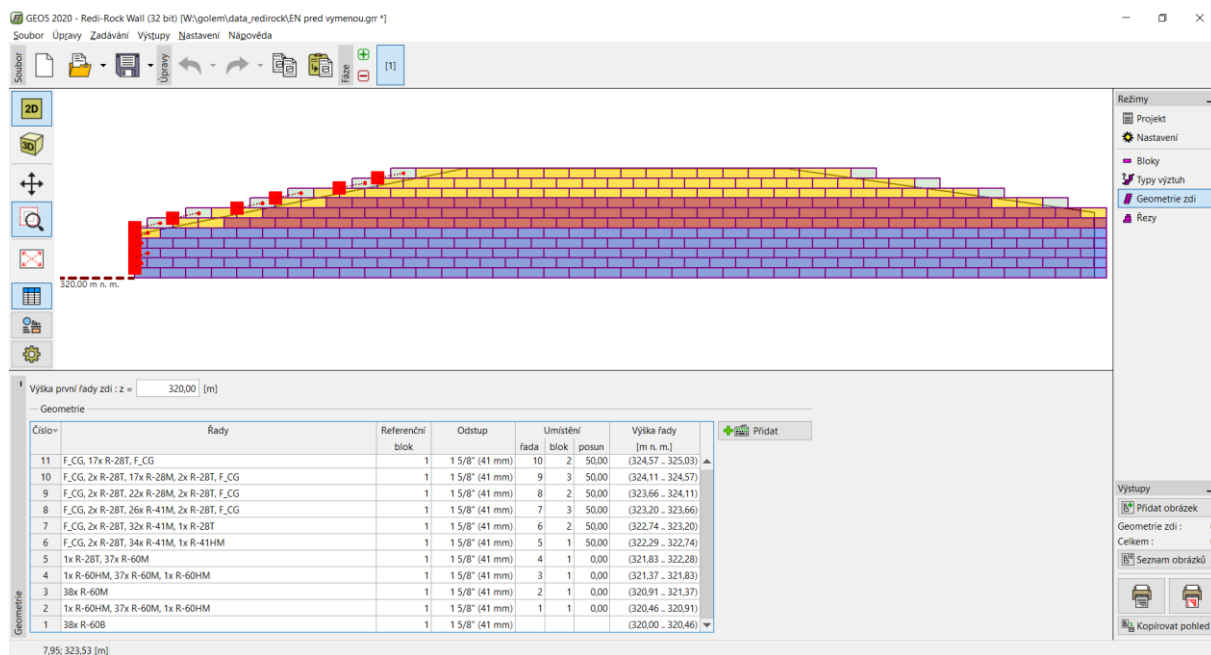 GEO5 2020 - Redi-Rock Wall (32 bit) [W:\golem\data_redirock\EN pred vymenou.grr *]
Soubor Úpravy Zadávání Výstupy Nastavení Nápověda
Soubor
Úpravy
Fáze
[1]
2D
3D
320,00 m n. m.
Režimy
Projekt
Nastavení
Bloky
Typy výztuh
Geometrie zdi
Řezy
Výška první řady zdi : z = 320,00 [m]
Geometrie
Číslo Řady Referenční Odstup Umístění Výška řady
blok řada blok posun [m n. m.]
Přidat
11 F_CG, 17x R-28T, F_CG 1 1 5/8" (41 mm) 10 2 50,00 (324,57 .. 325,03)
10 F_CG, 2x R-28T, 17x R-28M, 2x R-28T, F_CG 1 1 5/8" (41 mm) 9 3 50,00 (324,11 .. 324,57)
9 F_CG, 2x R-28T, 22x R-28M, 2x R-28T, F_CG 1 1 5/8" (41 mm) 8 2 50,00 (323,66 .. 324,11)
8 F_CG, 2x R-28T, 26x R-41M, 2x R-28T, F_CG 1 1 5/8" (41 mm) 7 3 50,00 (323,20 .. 323,66)
7 F_CG, 2x R-28T, 32x R-41M, 1x R-28T 1 1 5/8" (41 mm) 6 2 50,00 (322,74 .. 323,20)
6 F_CG, 2x R-28T, 34x R-41M, 1x R-41HM 1 1 5/8" (41 mm) 5 1 50,00 (322,29 .. 322,74)
5 1x R-28T, 37x R-60M 1 1 5/8" (41 mm) 4 1 0,00 (321,83 .. 322,28)
4 1x R-60HM, 37x R-60M, 1x R-60HM 1 1 5/8" (41 mm) 3 1 0,00 (321,37 .. 321,83)
3 38x R-60M 1 1 5/8" (41 mm) 2 1 0,00 (320,91 .. 321,37)
2 1x R-60HM, 37x R-60M, 1x R-60HM 1 1 5/8" (41 mm) 1 1 0,00 (320,46 .. 320,91)
1 38x R-60B 1 1 5/8" (41 mm) (320,00 .. 320,46)
Geometrie
Výstupy
Přidat obrázek
Geometrie zdi :
Celkem :
Seznam obrázků
Kopírovat pohled
7,95; 323,53 [m]